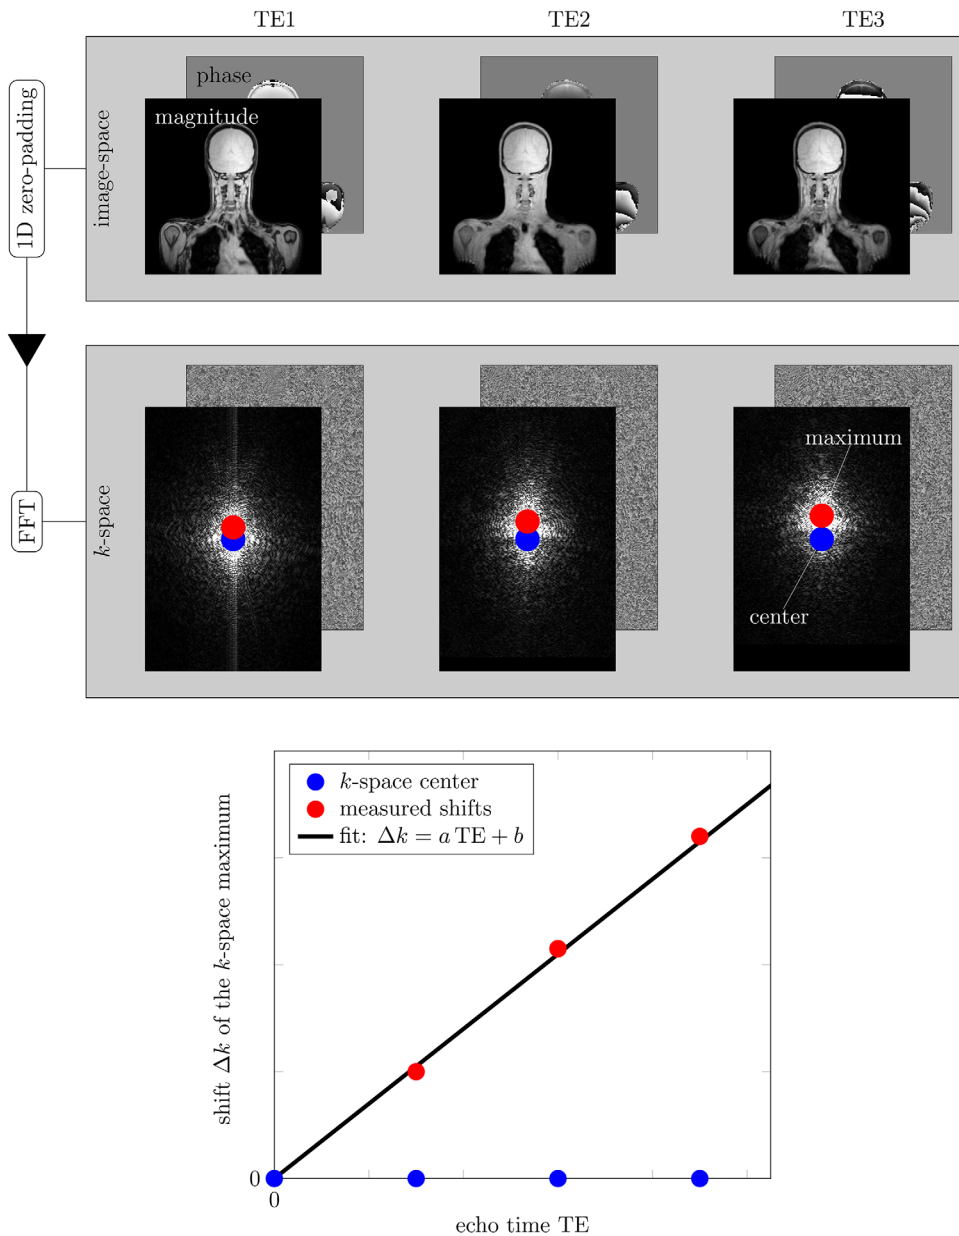 TE1 TE2 TE3
phase
magnitude
image-space
1D zero-padding
FFT
k-space
maximum
center
k-space center
measured shifts
fit: Δk = a TE + b
shift Δk of the k-space maximum
0
0
echo time TE